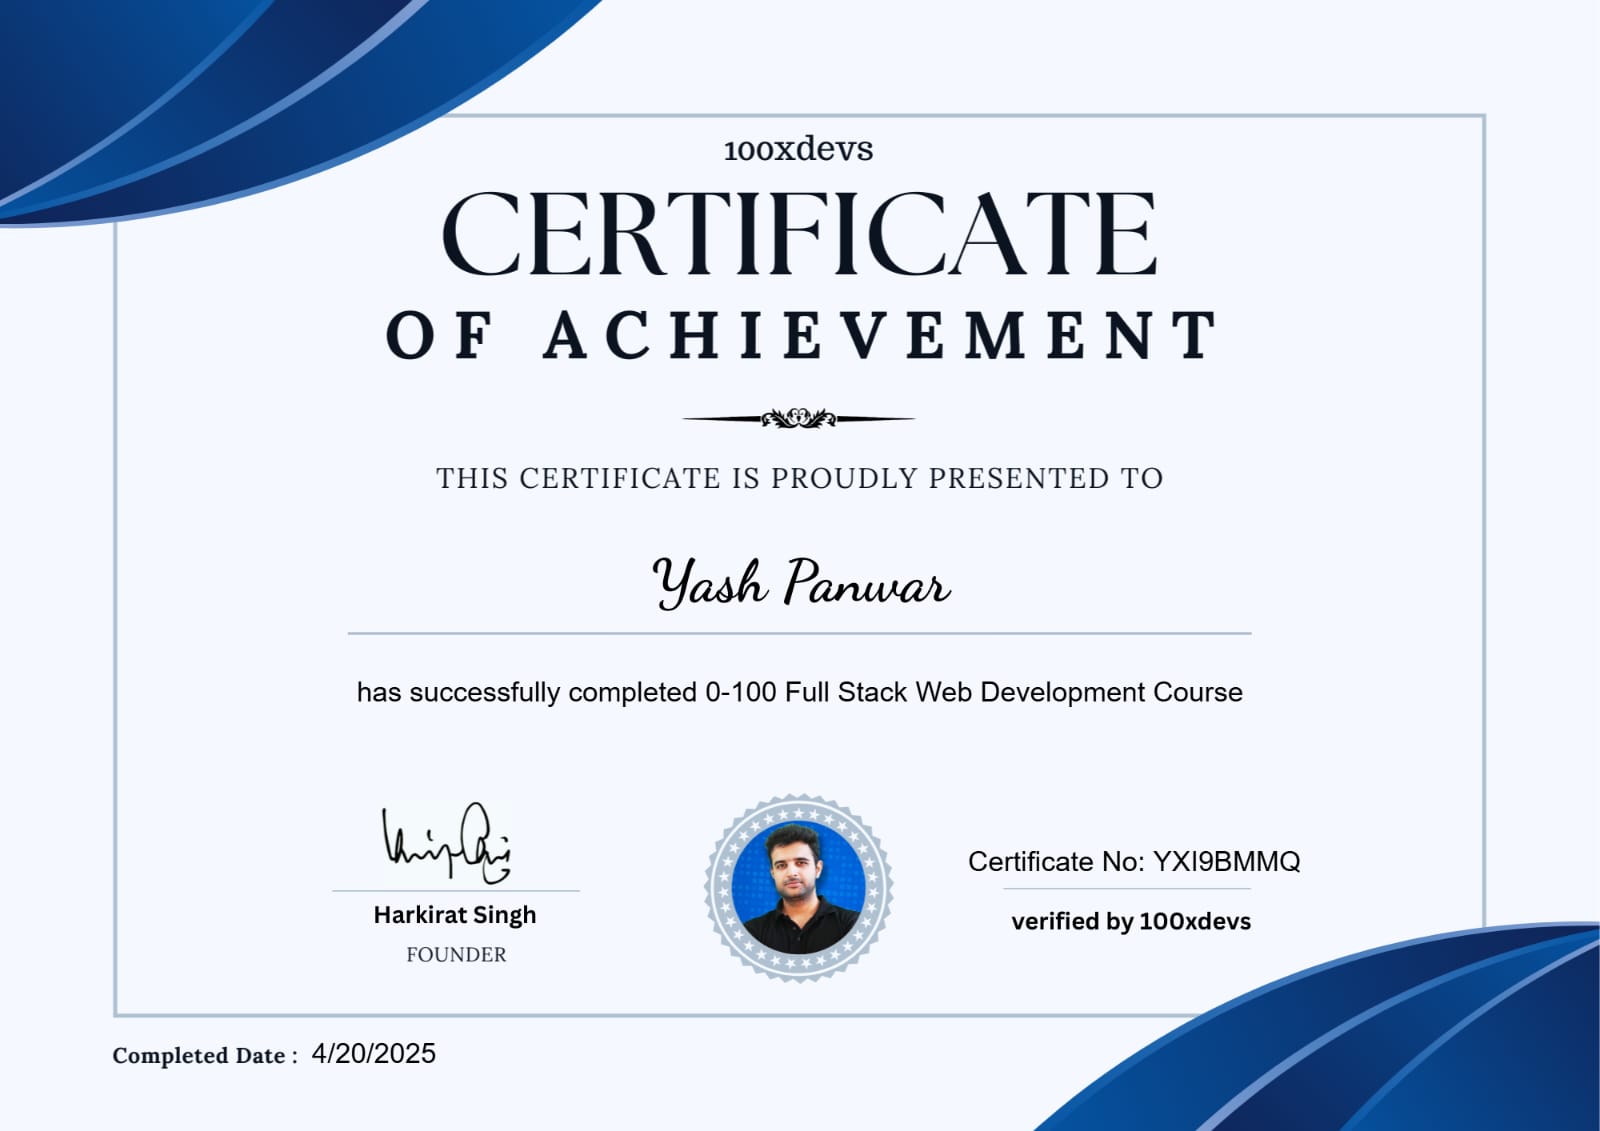 100xdevs
CERTIFICATE
OF ACHIEVEMENT
THIS CERTIFICATE IS PROUDLY PRESENTED TO
Yash Panwar
has successfully completed 0-100 Full Stack Web Development Course
Harkirat Singh
FOUNDER
Certificate No: YXI9BMMQ
verified by 100xdevs
Completed Date : 4/20/2025